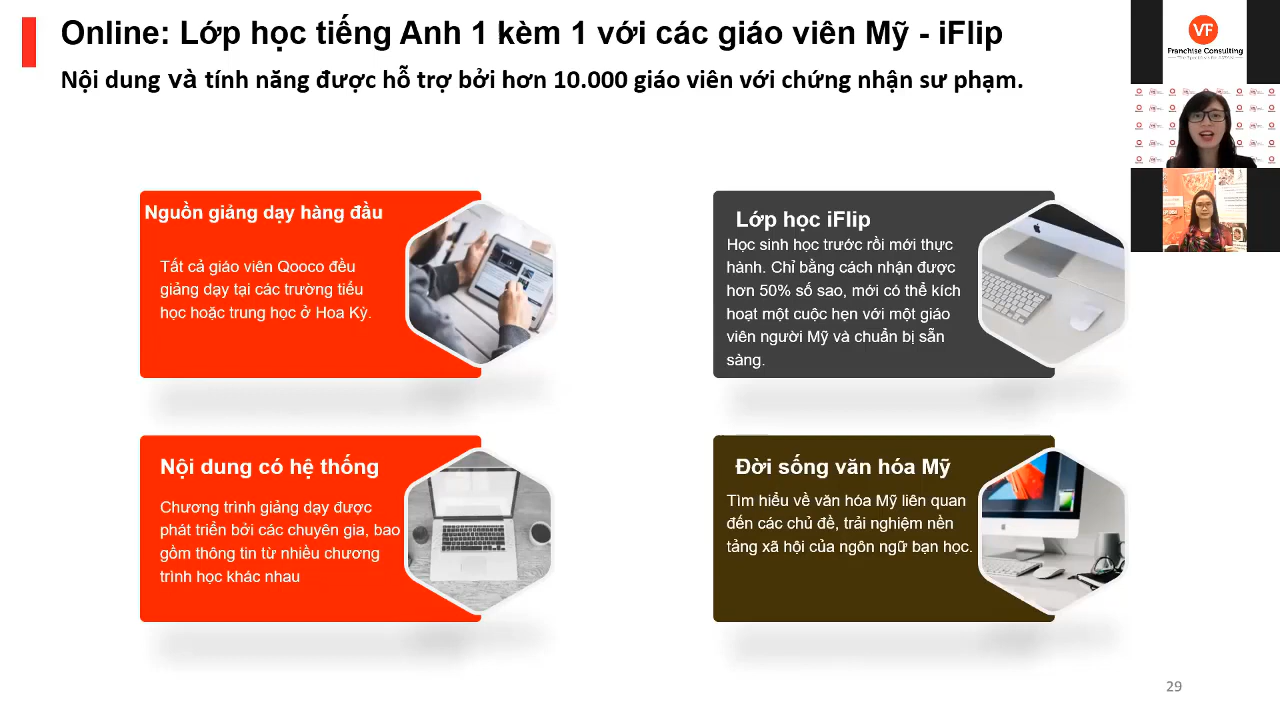 Online: Lớp học tiếng Anh 1 kèm 1 với các giáo viên Mỹ - iFlip
Nội dung và tính năng được hỗ trợ bởi hơn 10.000 giáo viên với chứng nhận sư phạm.
VF
Franchise Consulting
Nguồn giảng dạy hàng đầu
Tất cả giáo viên Qooco đều
giảng dạy tại các trường tiểu
học hoặc trung học ở Hoa Kỳ.
Lớp học iFlip
Học sinh học trước rồi mới thực
hành. Chỉ bằng cách nhận được
hơn 50% số sao, mới có thể kích
hoạt một cuộc hẹn với một giáo
viên người Mỹ và chuẩn bị sẵn
sàng.
Nội dung có hệ thống
Chương trình giảng dạy được
phát triển bởi các chuyên gia, bao
gồm thông tin từ nhiều chương
trình học khác nhau
Đời sống văn hóa Mỹ
Tìm hiểu về văn hóa Mỹ liên quan
đến các chủ đề, trải nghiệm nền
tảng xã hội của ngôn ngữ bạn học.
29